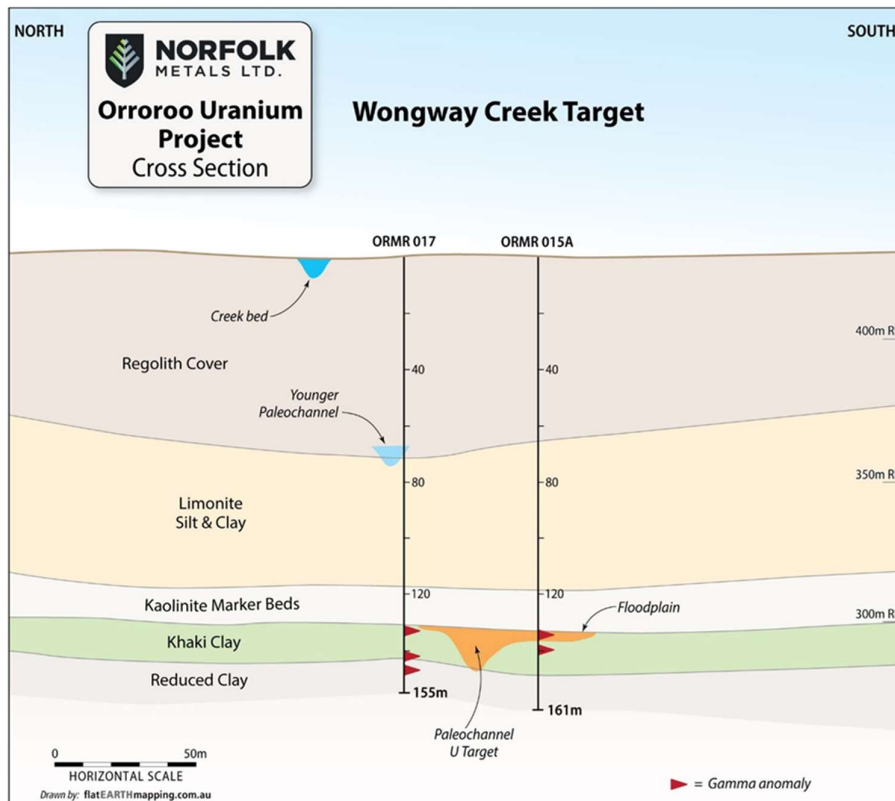 NORTH
SOUTH
NORFOLK
METALS LTD.
Orroroo Uranium
Project
Cross Section
Wongway Creek Target
ORMR 017
ORMR 015A
Creek bed
400m R
Regolith Cover
40
40
Younger
Paleochannel
80
80
350m R
Limonite
Silt & Clay
120
120
Kaolinite Marker Beds
Floodplain
300m R
Khaki Clay
Reduced Clay
155m
161m
Paleochannel
U Target
0
50m
HORIZONTAL SCALE
= Gamma anomaly
Drawn by: flatEARTHmapping.com.au